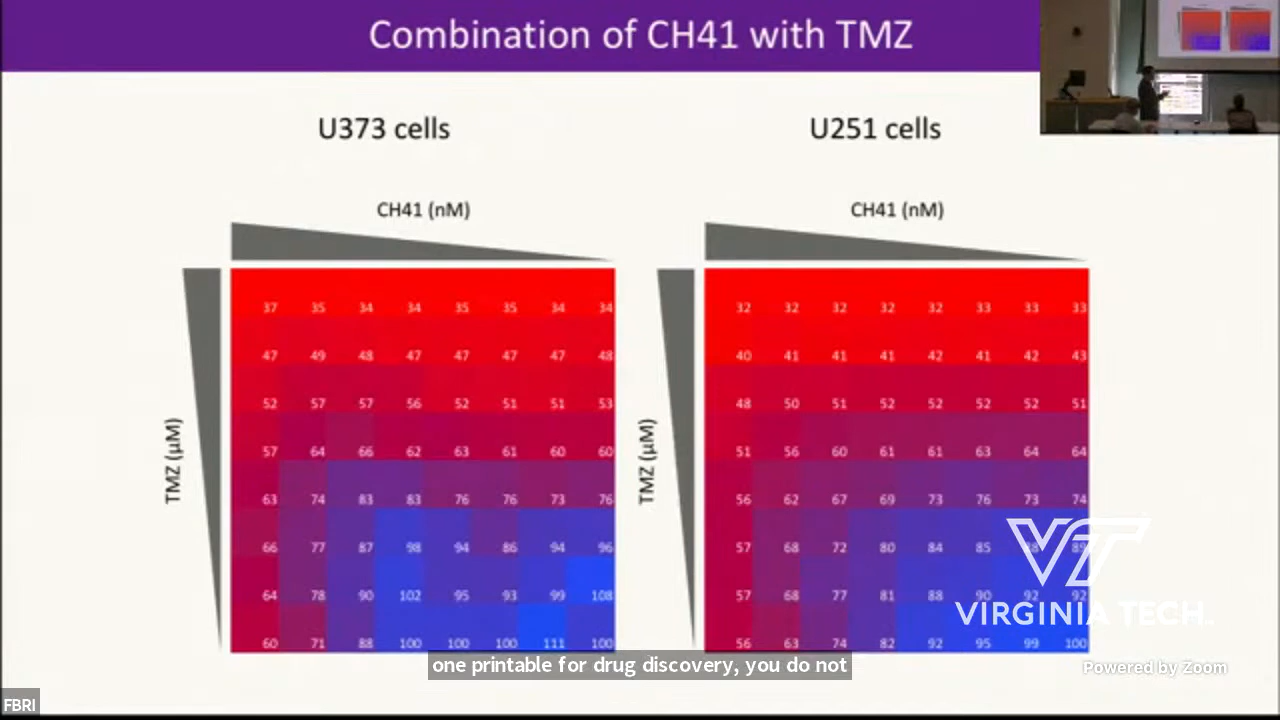 Combination of CH41 with TMZ
U373 cells
U251 cells
CH41 (nM)
CH41 (nM)
TMZ (µM)
37 35 34 34 35 35 34 34
47 49 48 47 47 47 47 48
52 57 57 56 52 51 51 53
57 64 66 62 63 61 60 60
63 74 83 83 76 76 73 76
66 77 87 98 94 86 94 96
64 78 90 102 95 93 99 108
60 71 88 100 100 100 111 100
TMZ (µM)
32 32 32 32 32 33 33 33
40 41 41 41 42 41 42 43
48 50 51 52 52 52 52 51
51 56 60 61 61 63 64 64
56 62 67 69 73 76 73 74
57 68 72 80 84 85 88 89
57 68 77 81 88 90 92 92
56 63 74 82 92 95 99 100
VT
VIRGINIA TECH.
one printable for drug discovery, you do not
Powered by Zoom
FBRI